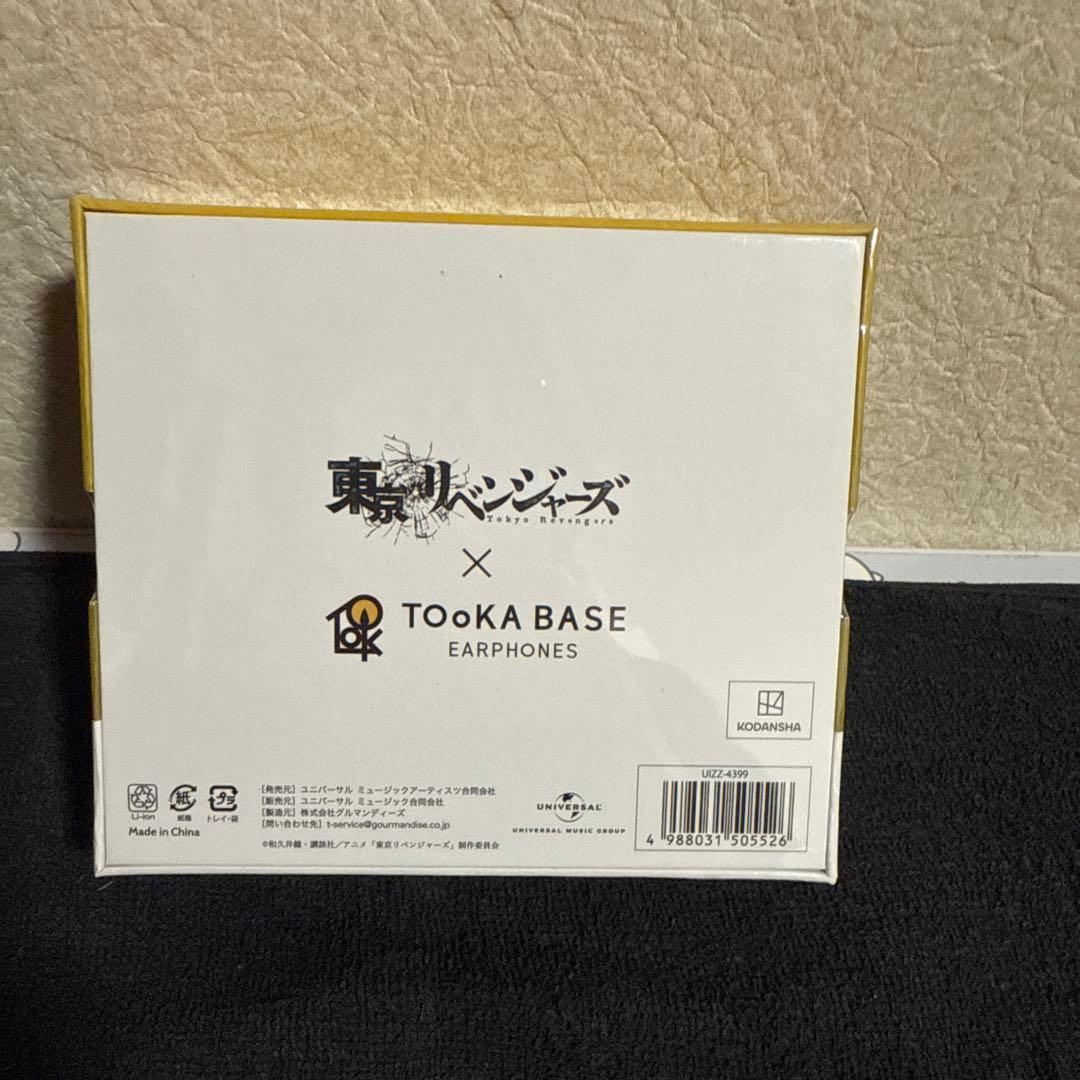 東京リベンジャーズ
Tokyo Revengers
×
TOoKA BASE
EARPHONES
KODANSHA
UIZZ-4399
4 988031 505526
Li-ion
紙
紙箱
プラ
トレイ・袋
Made in China
[発売元] ユニバーサル ミュージックアーティスツ合同会社
[販売元] ユニバーサル ミュージック合同会社
[製造元] 株式会社グルマンディーズ
[問い合わせ先] t-service@gourmandise.co.jp
©和久井健・講談社／アニメ「東京リベンジャーズ」製作委員会
UNIVERSAL
UNIVERSAL MUSIC GROUP